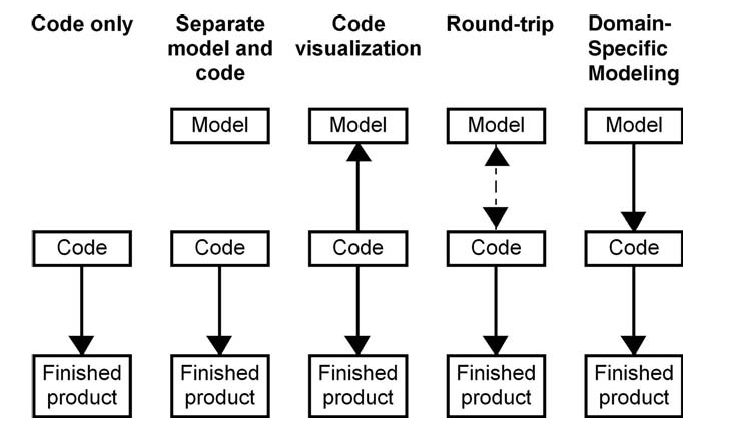 Code only
Separate
model and
code
Code
visualization
Round-trip
Domain-
Specific
Modeling
Model
Model
Model
Model
Code
Code
Code
Code
Code
Finished
product
Finished
product
Finished
product
Finished
product
Finished
product